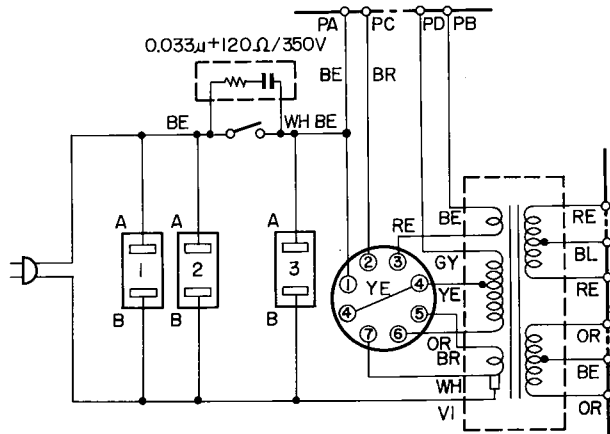 PA PC PD PB
0.033μ+120Ω/350V
BE BR
BE WH BE
A A A
1 2 3
B B B
RE BE
2 3
GY
1 YE 4
YE
4 5
7 6
OR
BR
WH
VI
RE
BL
RE
OR
BE
OR